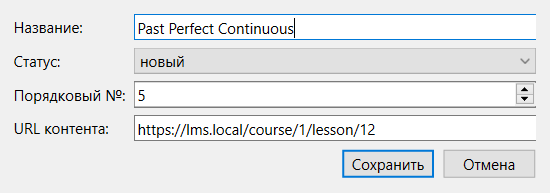 Название: Past Perfect Continuous
Статус: новый
Порядковый №: 5
URL контента: https://lms.local/course/1/lesson/12
Сохранить Отмена